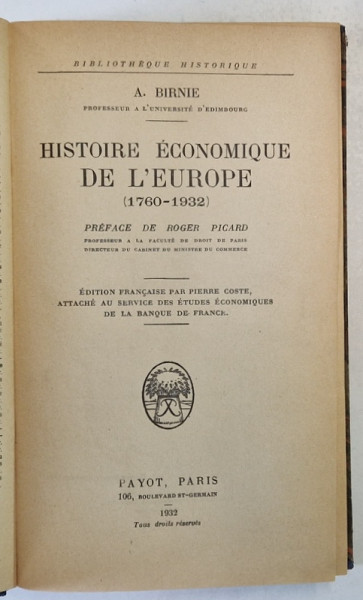 BIBLIOTHÈQUE HISTORIQUE
A. BIRNIE
PROFESSEUR A L'UNIVERSITÉ D'EDIMBOURG
HISTOIRE ÉCONOMIQUE
DE L'EUROPE
(1760-1932)
PRÉFACE DE ROGER PICARD
PROFESSEUR A LA FACULTÉ DE DROIT DE PARIS
DIRECTEUR DU CABINET DU MINISTRE DU COMMERCE
ÉDITION FRANÇAISE PAR PIERRE COSTE,
ATTACHÉ AU SERVICE DES ÉTUDES ÉCONOMIQUES
DE LA BANQUE DE FRANCE.
PAYOT, PARIS
106, BOULEVARD ST-GERMAIN
1932
Tous droits réservés